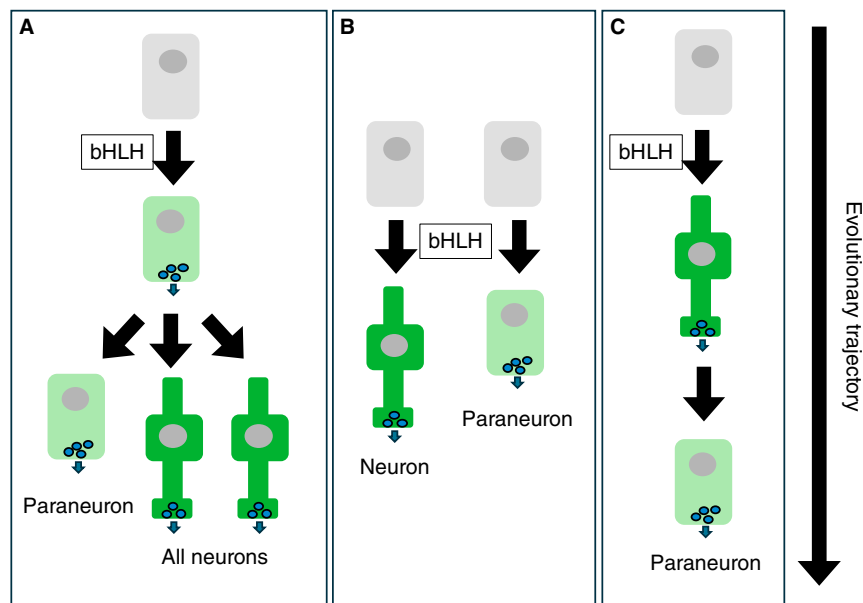 A
bHLH
Paraneuron
All neurons
B
bHLH
Neuron
Paraneuron
C
bHLH
Paraneuron
Evolutionary trajectory